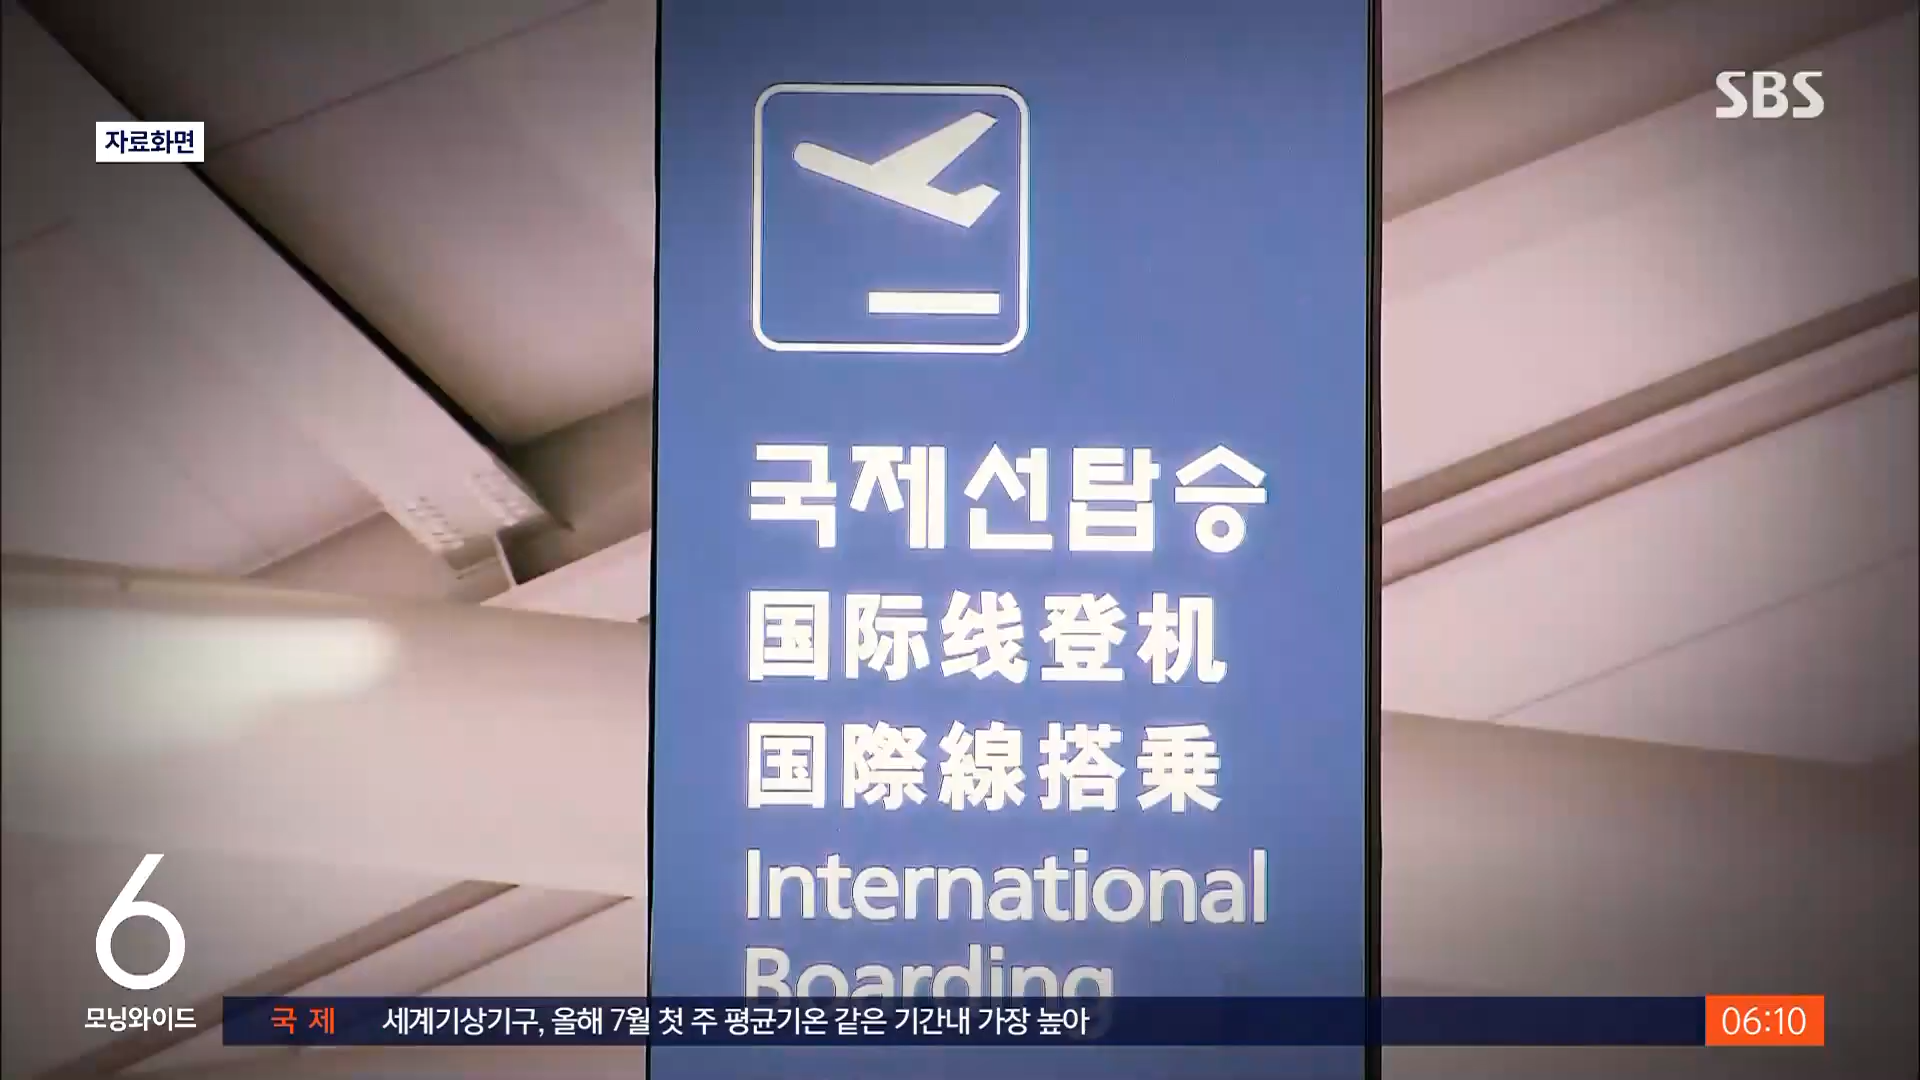 SBS
자료화면
국제선탑승
国际线登机
国際線搭乗
International
Boarding
6
모닝와이드
국제 세계기상기구, 올해 7월 첫 주 평균기온 같은 기간내 가장 높아 06:10